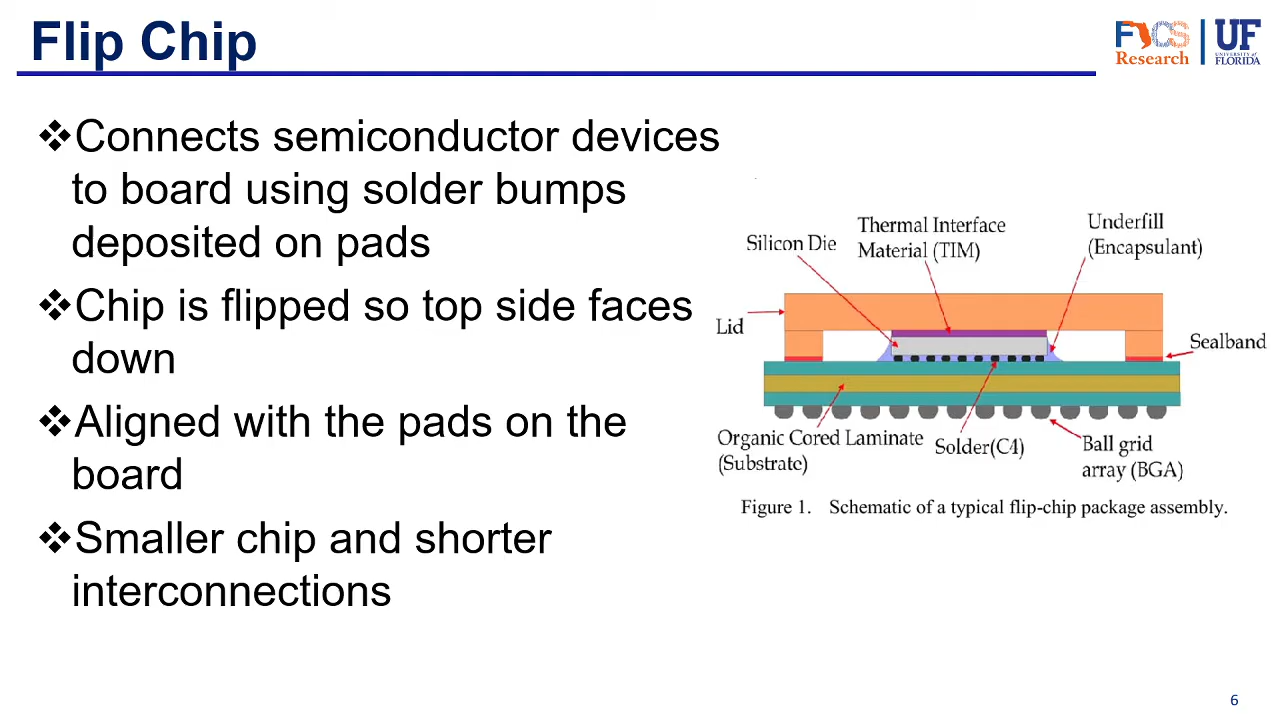 Flip Chip
FICS
Research
UF
UNIVERSITY of
FLORIDA
❖Connects semiconductor devices
to board using solder bumps
deposited on pads
❖Chip is flipped so top side faces
down
❖Aligned with the pads on the
board
❖Smaller chip and shorter
interconnections
Silicon Die
Thermal Interface
Material (TIM)
Underfill
(Encapsulant)
Lid
Sealband
Organic Cored Laminate
(Substrate)
Solder(C4)
Ball grid
array (BGA)
Figure 1. Schematic of a typical flip-chip package assembly.
6